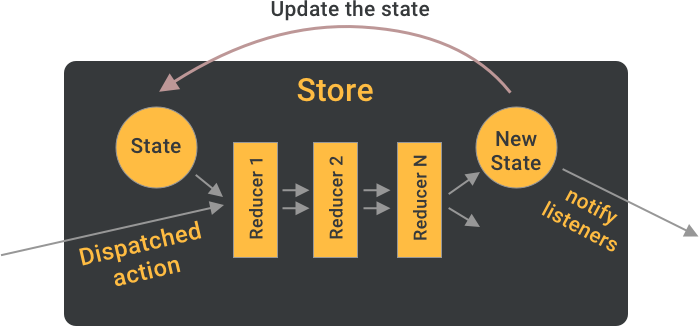 Update the state
Store
State
New
State
Reducer 1
Reducer 2
Reducer N
Dispatched
action
notify
listeners